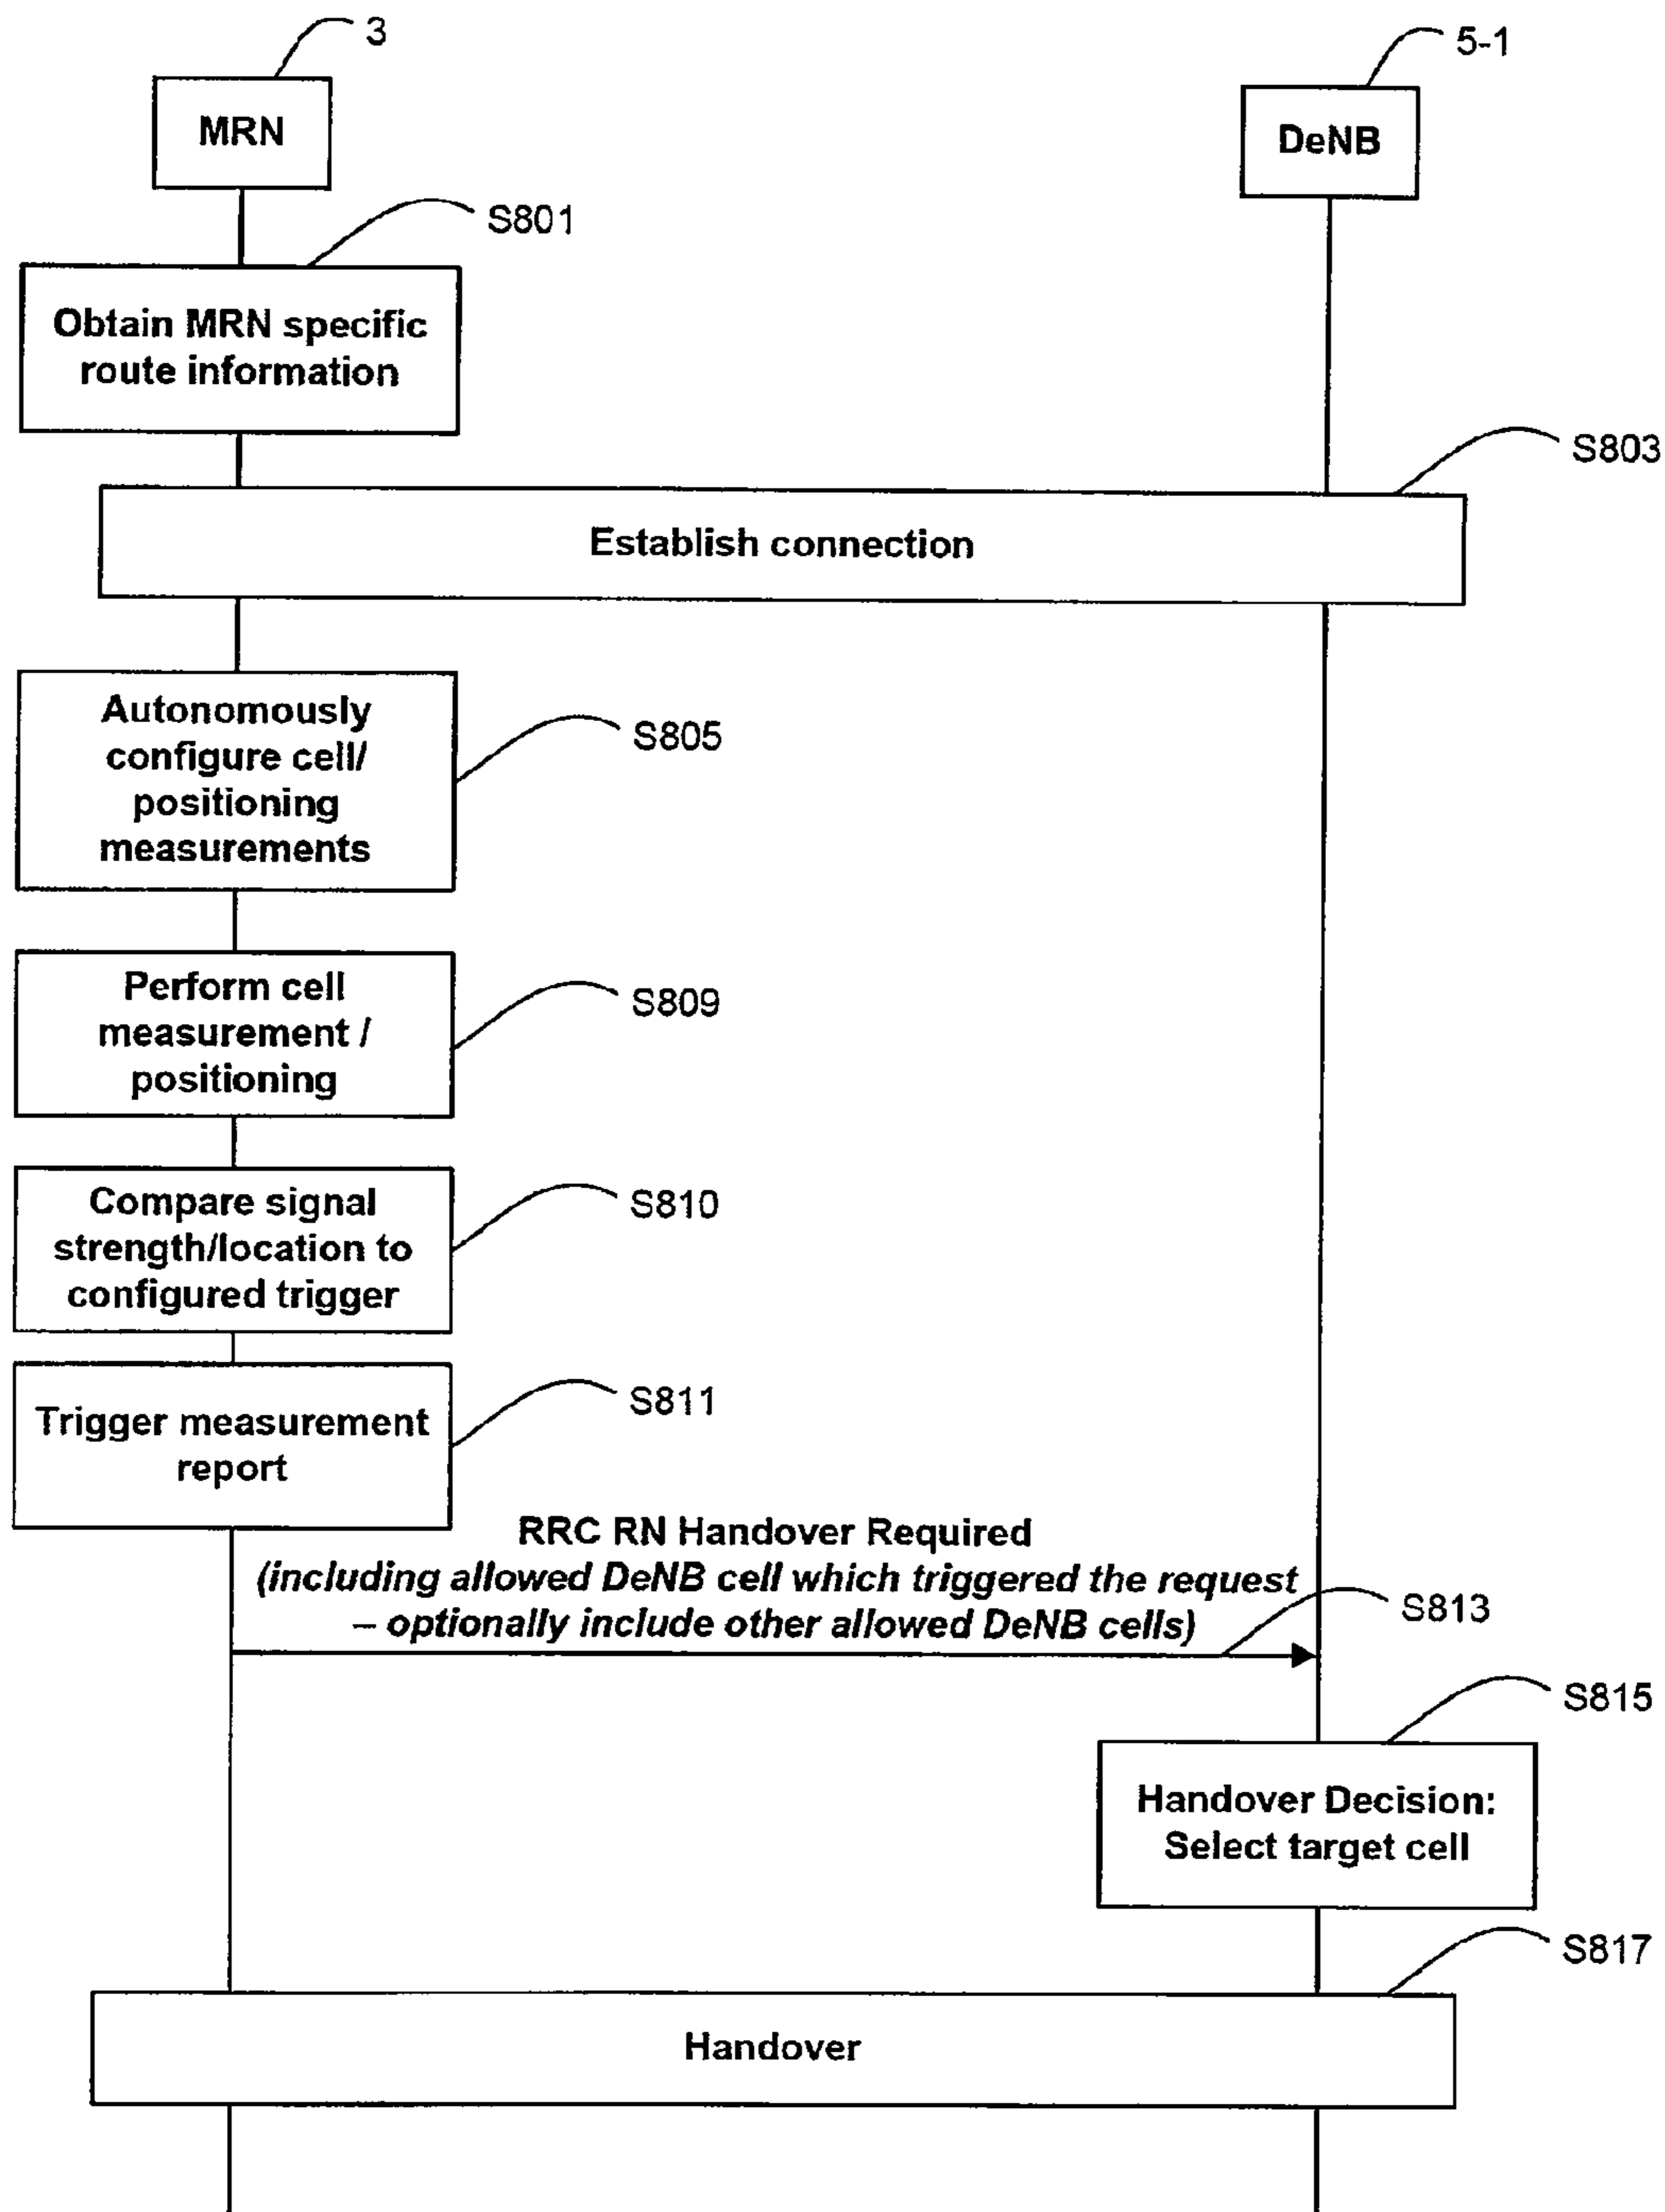 3
5-1
MRN
DeNB
S801
Obtain MRN specific
route information
S803
Establish connection
Autonomously
configure cell/
positioning
measurements
S805
Perform cell
measurement /
positioning
S809
Compare signal
strength/location to
configured trigger
S810
Trigger measurement
report
S811
RRC RN Handover Required
(including allowed DeNB cell which triggered the request
– optionally include other allowed DeNB cells)
S813
S815
Handover Decision:
Select target cell
S817
Handover